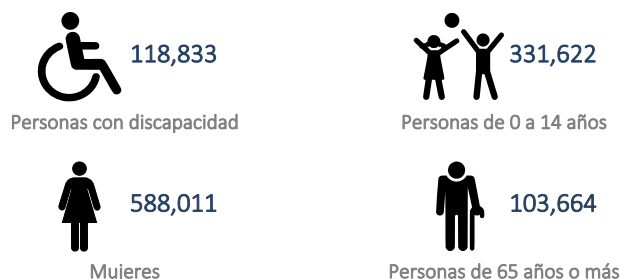 118,833
Personas con discapacidad
331,622
Personas de 0 a 14 años
588,011
Mujeres
103,664
Personas de 65 años o más